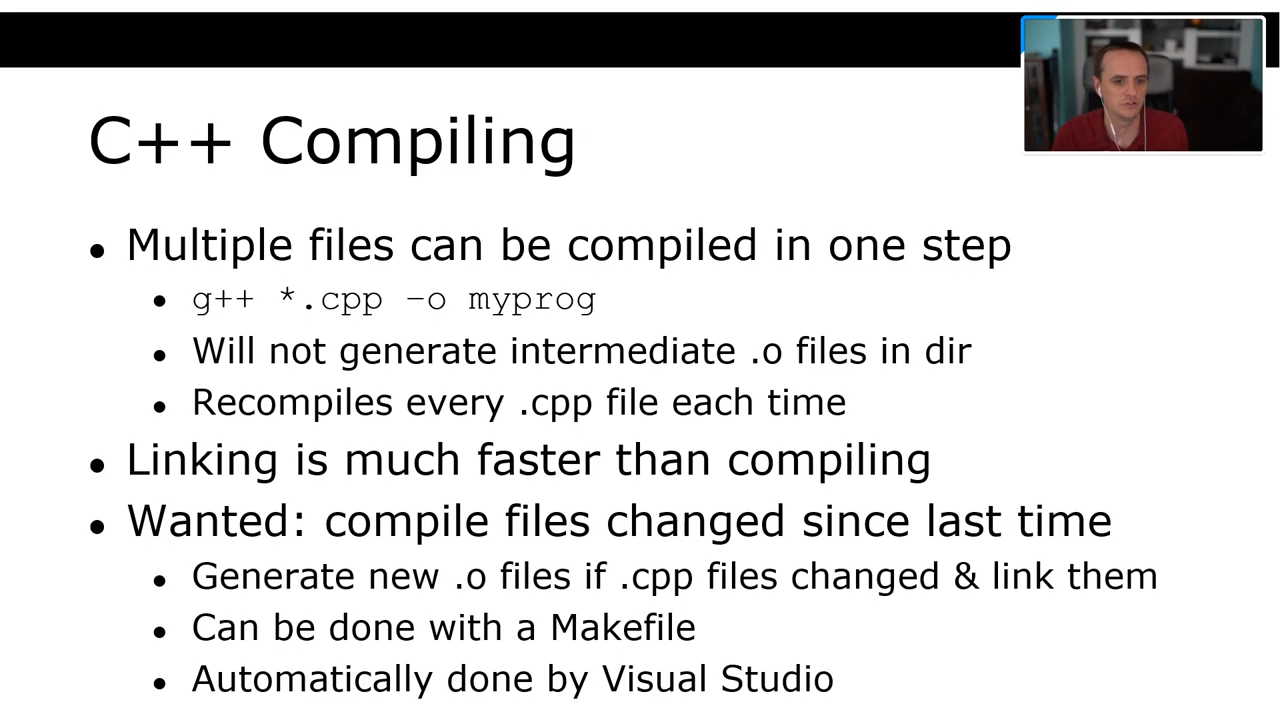 C++ Compiling
• Multiple files can be compiled in one step
• g++ *.cpp –o myprog
• Will not generate intermediate .o files in dir
• Recompiles every .cpp file each time
• Linking is much faster than compiling
• Wanted: compile files changed since last time
• Generate new .o files if .cpp files changed & link them
• Can be done with a Makefile
• Automatically done by Visual Studio